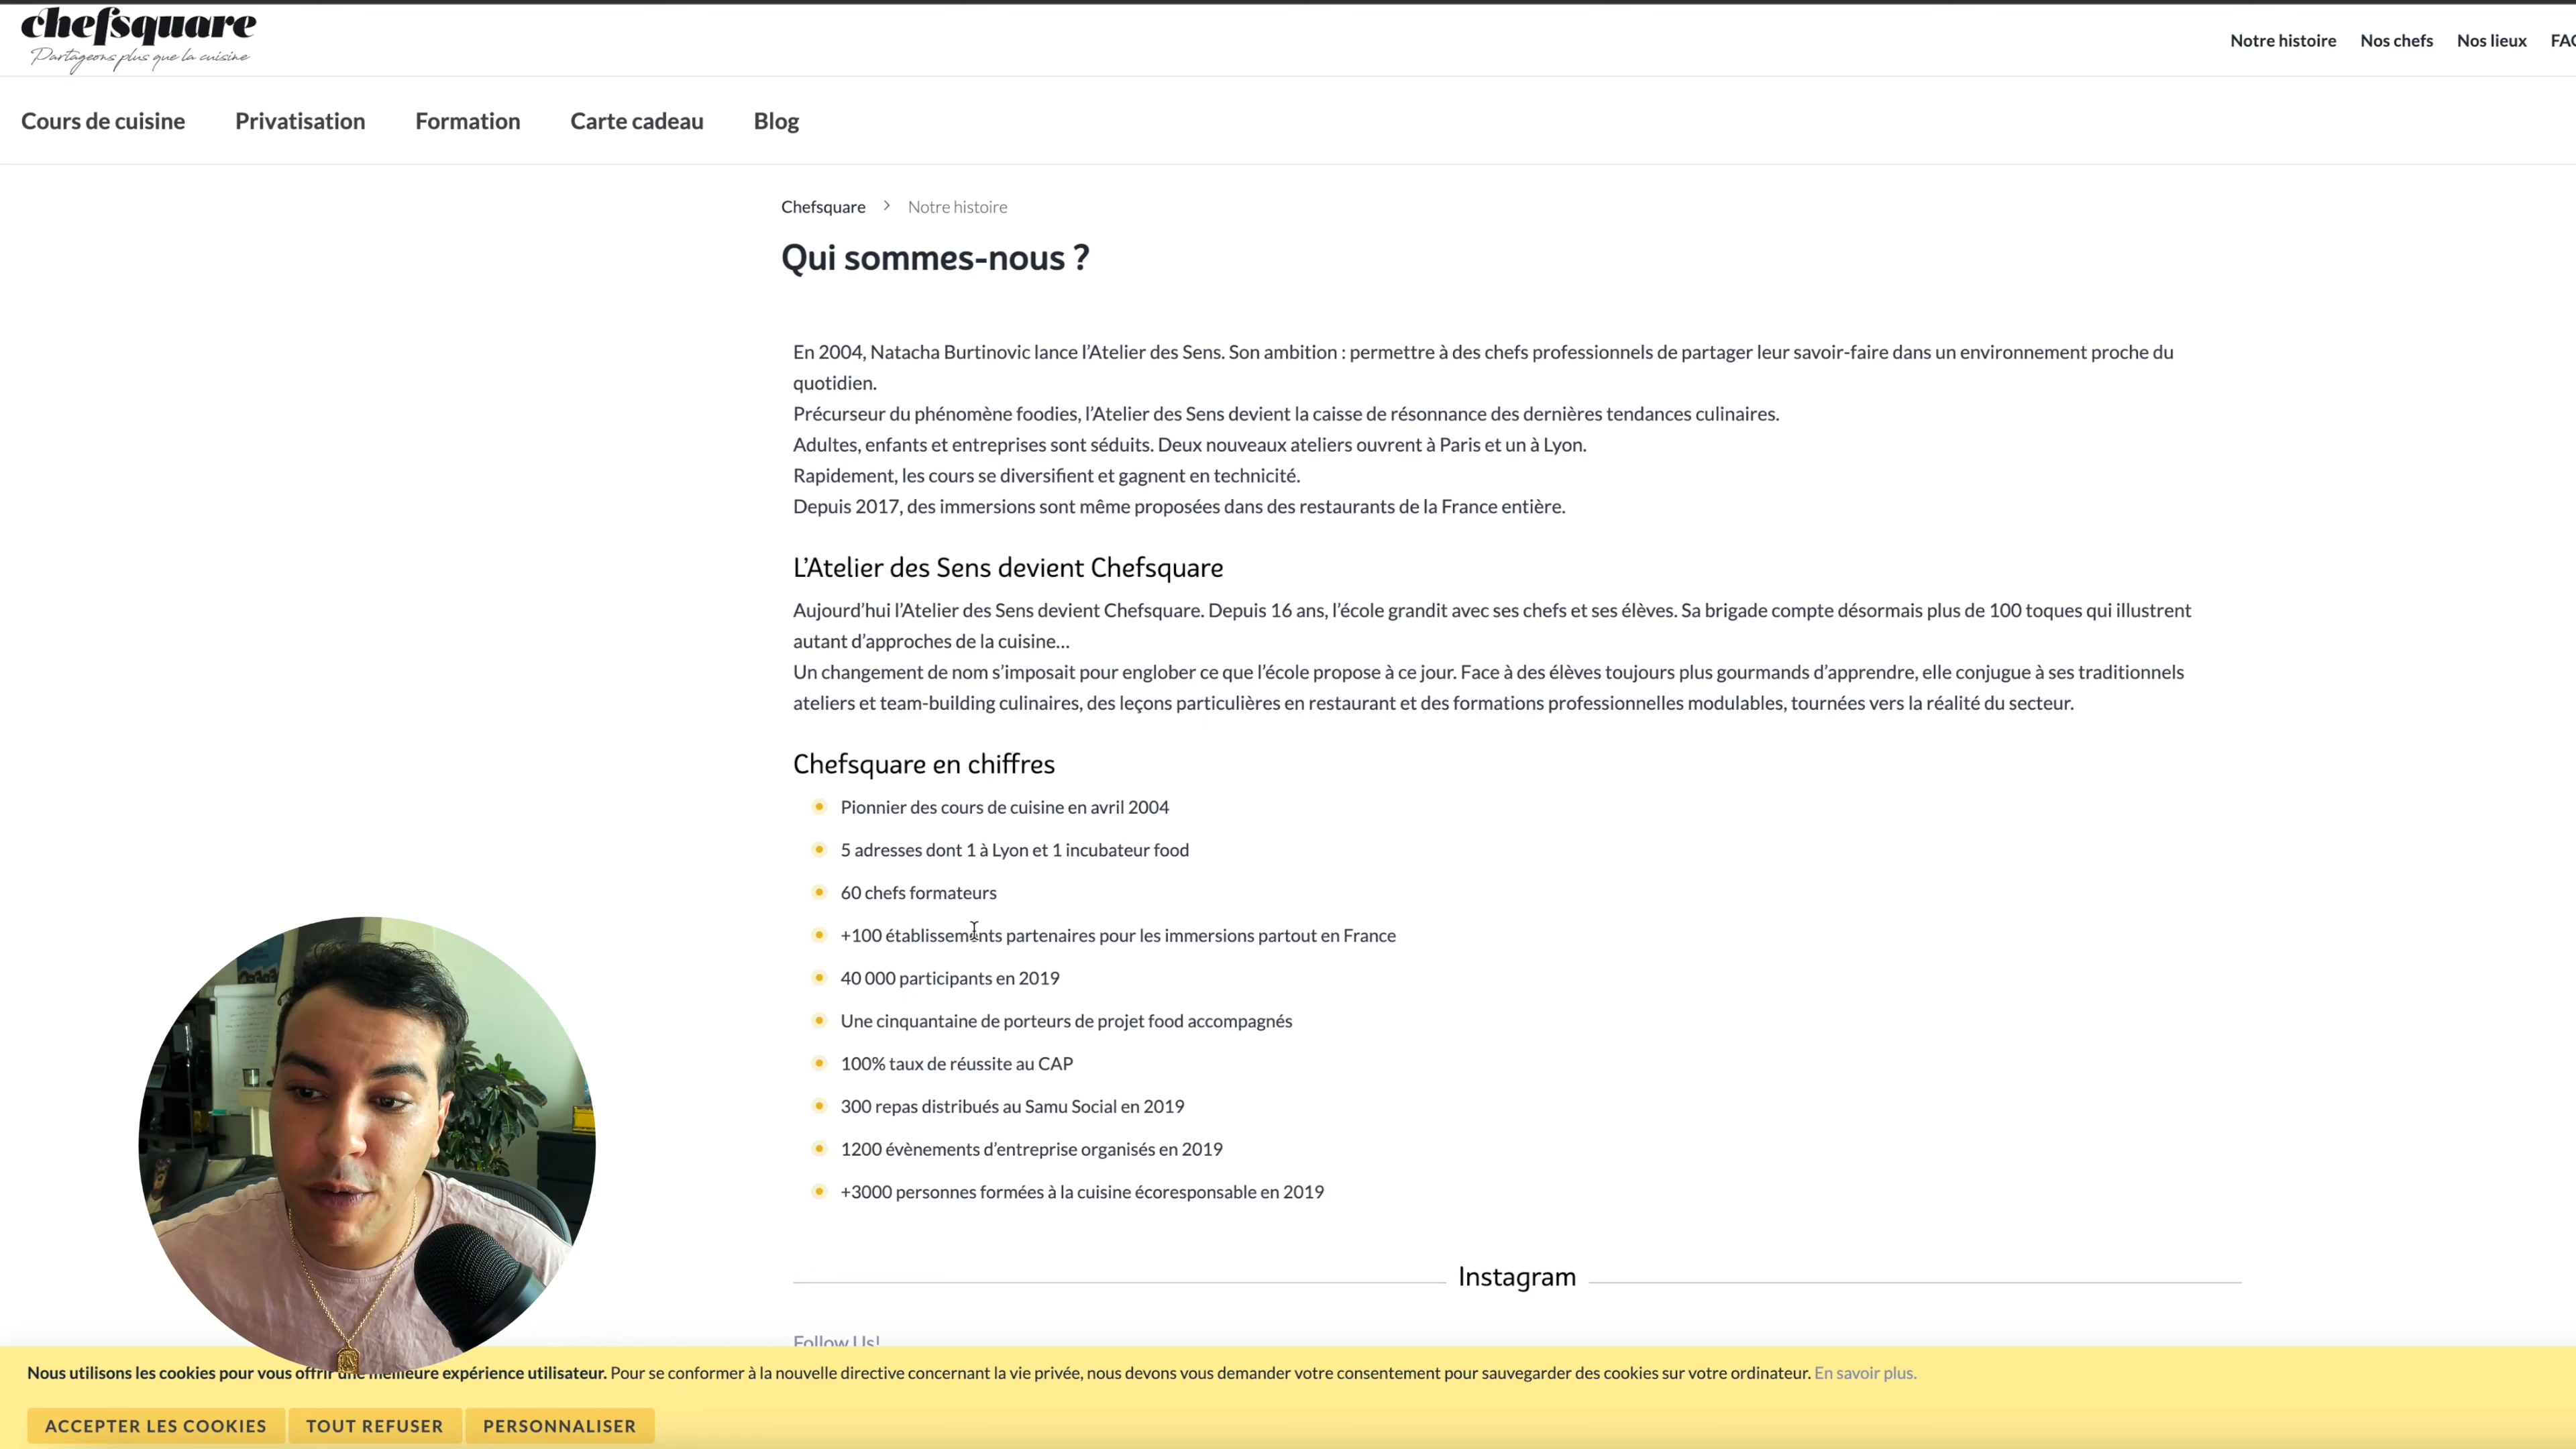 chefsquare
Partageons plus que la cuisine
Notre histoire Nos chefs Nos lieux
Cours de cuisine Privatisation Formation Carte cadeau Blog
Chefsquare > Notre histoire
Qui sommes-nous ?
En 2004, Natacha Burtinovic lance l’Atelier des Sens. Son ambition : permettre à des chefs professionnels de partager leur savoir-faire dans un environnement proche du
quotidien.
Précurseur du phénomène foodies, l’Atelier des Sens devient la caisse de résonnance des dernières tendances culinaires.
Adultes, enfants et entreprises sont séduits. Deux nouveaux ateliers ouvrent à Paris et un à Lyon.
Rapidement, les cours se diversifient et gagnent en technicité.
Depuis 2017, des immersions sont même proposées dans des restaurants de la France entière.
L’Atelier des Sens devient Chefsquare
Aujourd’hui l’Atelier des Sens devient Chefsquare. Depuis 16 ans, l’école grandit avec ses chefs et ses élèves. Sa brigade compte désormais plus de 100 toques qui illustrent
autant d’approches de la cuisine…
Un changement de nom s’imposait pour englober ce que l’école propose à ce jour. Face à des élèves toujours plus gourmands d’apprendre, elle conjugue à ses traditionnels
ateliers et team-building culinaires, des leçons particulières en restaurant et des formations professionnelles modulables, tournées vers la réalité du secteur.
Chefsquare en chiffres
Pionnier des cours de cuisine en avril 2004
5 adresses dont 1 à Lyon et 1 incubateur food
60 chefs formateurs
+100 établissements partenaires pour les immersions partout en France
40 000 participants en 2019
Une cinquantaine de porteurs de projet food accompagnés
100% taux de réussite au CAP
300 repas distribués au Samu Social en 2019
1200 évènements d’entreprise organisés en 2019
+3000 personnes formées à la cuisine écoresponsable en 2019
Instagram
Follow Us!
Nous utilisons les cookies pour vous offrir une meilleure expérience utilisateur. Pour se conformer à la nouvelle directive concernant la vie privée, nous devons vous demander votre consentement pour sauvegarder des cookies sur votre ordinateur. En savoir plus.
ACCEPTER LES COOKIES TOUT REFUSER PERSONNALISER